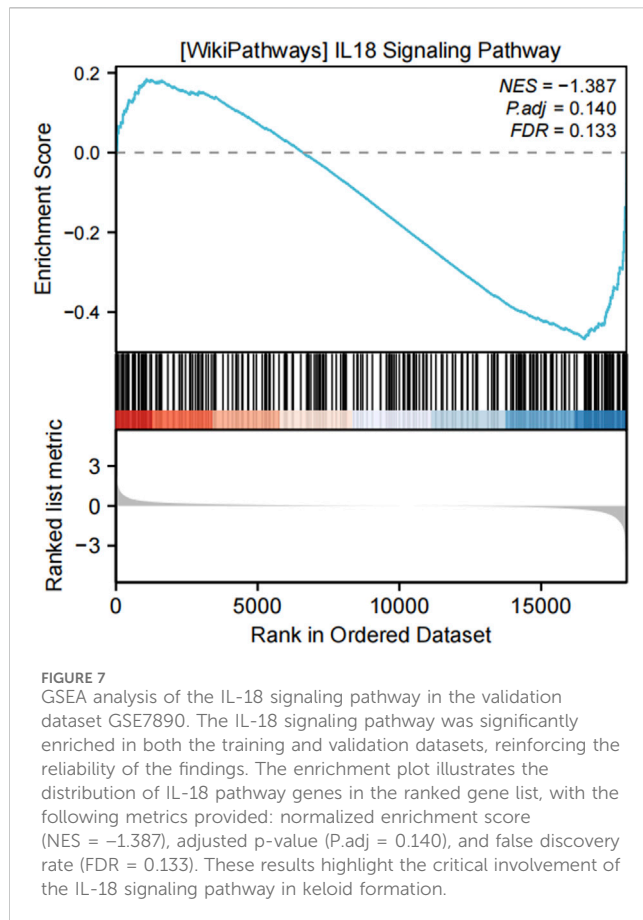 [WikiPathways] IL18 Signaling Pathway
NES = −1.387
P.adj = 0.140
FDR = 0.133
Enrichment Score
0.2
0.0
−0.2
−0.4
Ranked list metric
3
0
−3
0 5000 10000 15000
Rank in Ordered Dataset
FIGURE 7
GSEA analysis of the IL-18 signaling pathway in the validation
dataset GSE7890. The IL-18 signaling pathway was significantly
enriched in both the training and validation datasets, reinforcing the
reliability of the findings. The enrichment plot illustrates the
distribution of IL-18 pathway genes in the ranked gene list, with the
following metrics provided: normalized enrichment score
(NES = −1.387), adjusted p-value (P.adj = 0.140), and false discovery
rate (FDR = 0.133). These results highlight the critical involvement of
the IL-18 signaling pathway in keloid formation.